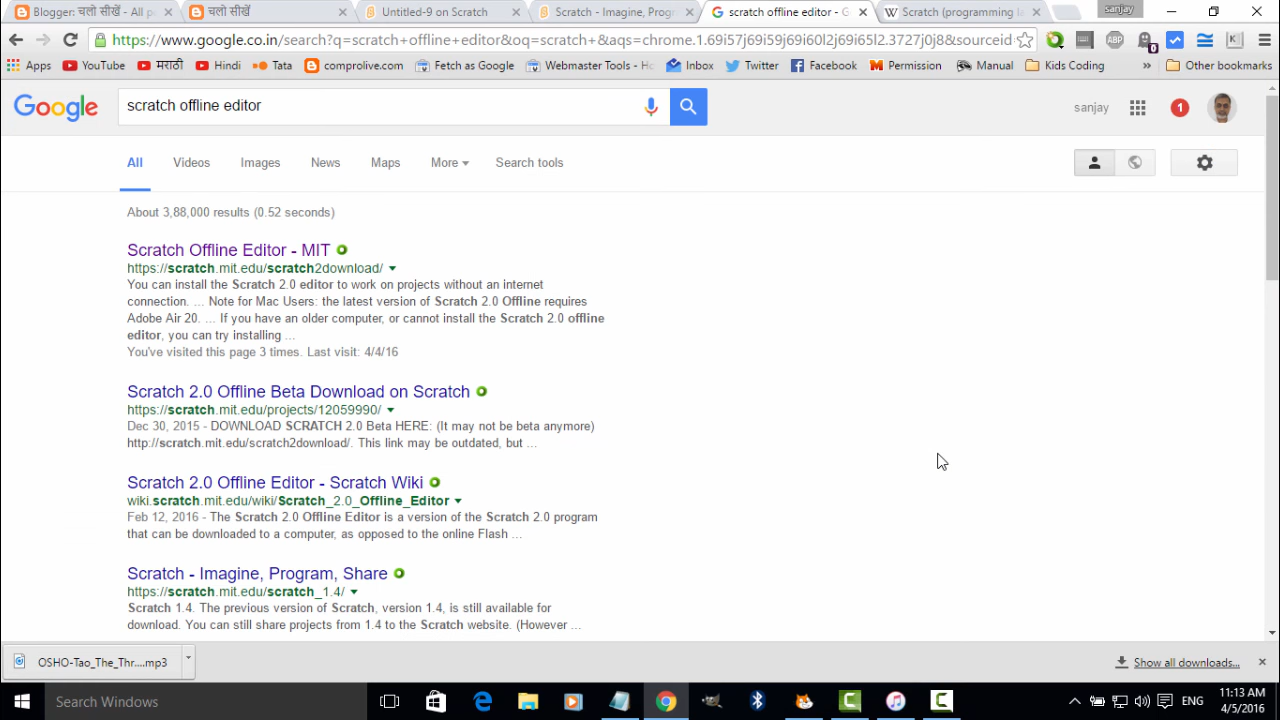 Blogger: चलो सीखें - All p
चलो सीखें
Untitled-9 on Scratch
Scratch - Imagine, Prog
scratch offline editor - G
Scratch (programming l
sanjay
https://www.google.co.in/search?q=scratch+offline+editor&oq=scratch+&aqs=chrome.1.69i57j69i59j69i60l2j69i65l2.3727j0j8&sourceid
ABP
0
Apps
YouTube
मराठी
Hindi
Tata
comprolive.com
Fetch as Google
Webmaster Tools - Ho
Inbox
Twitter
Facebook
Permission
Manual
Kids Coding
»
Other bookmarks
Google
scratch offline editor
sanjay
1
All
Videos
Images
News
Maps
More
Search tools
About 3,88,000 results (0.52 seconds)
Scratch Offline Editor - MIT
https://scratch.mit.edu/scratch2download/
You can install the Scratch 2.0 editor to work on projects without an internet
connection. ... Note for Mac Users: the latest version of Scratch 2.0 Offline requires
Adobe Air 20. ... If you have an older computer, or cannot install the Scratch 2.0 offline
editor, you can try installing ...
You've visited this page 3 times. Last visit: 4/4/16
Scratch 2.0 Offline Beta Download on Scratch
https://scratch.mit.edu/projects/12059990/
Dec 30, 2015 - DOWNLOAD SCRATCH 2.0 Beta HERE: (It may not be beta anymore)
http://scratch.mit.edu/scratch2download/. This link may be outdated, but ...
Scratch 2.0 Offline Editor - Scratch Wiki
wiki.scratch.mit.edu/wiki/Scratch_2.0_Offline_Editor
Feb 12, 2016 - The Scratch 2.0 Offline Editor is a version of the Scratch 2.0 program
that can be downloaded to a computer, as opposed to the online Flash ...
Scratch - Imagine, Program, Share
https://scratch.mit.edu/scratch_1.4/
Scratch 1.4. The previous version of Scratch, version 1.4, is still available for
download. You can still share projects from 1.4 to the Scratch website. (However ...
OSHO-Tao_The_Thr....mp3
Show all downloads...
Search Windows
ENG
11:13 AM
4/5/2016